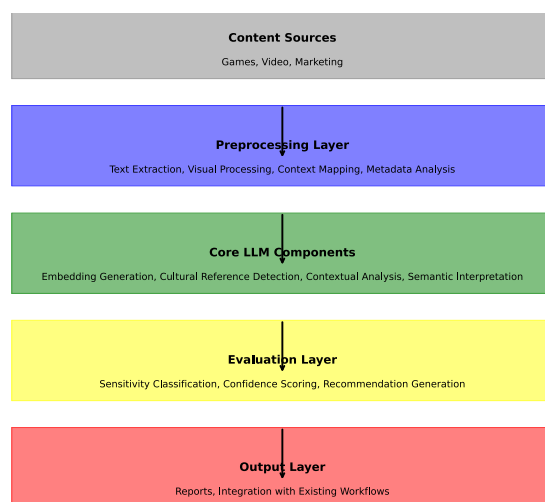 Content Sources
Games, Video, Marketing
Preprocessing Layer
Text Extraction, Visual Processing, Context Mapping, Metadata Analysis
Core LLM Components
Embedding Generation, Cultural Reference Detection, Contextual Analysis, Semantic Interpretation
Evaluation Layer
Sensitivity Classification, Confidence Scoring, Recommendation Generation
Output Layer
Reports, Integration with Existing Workflows